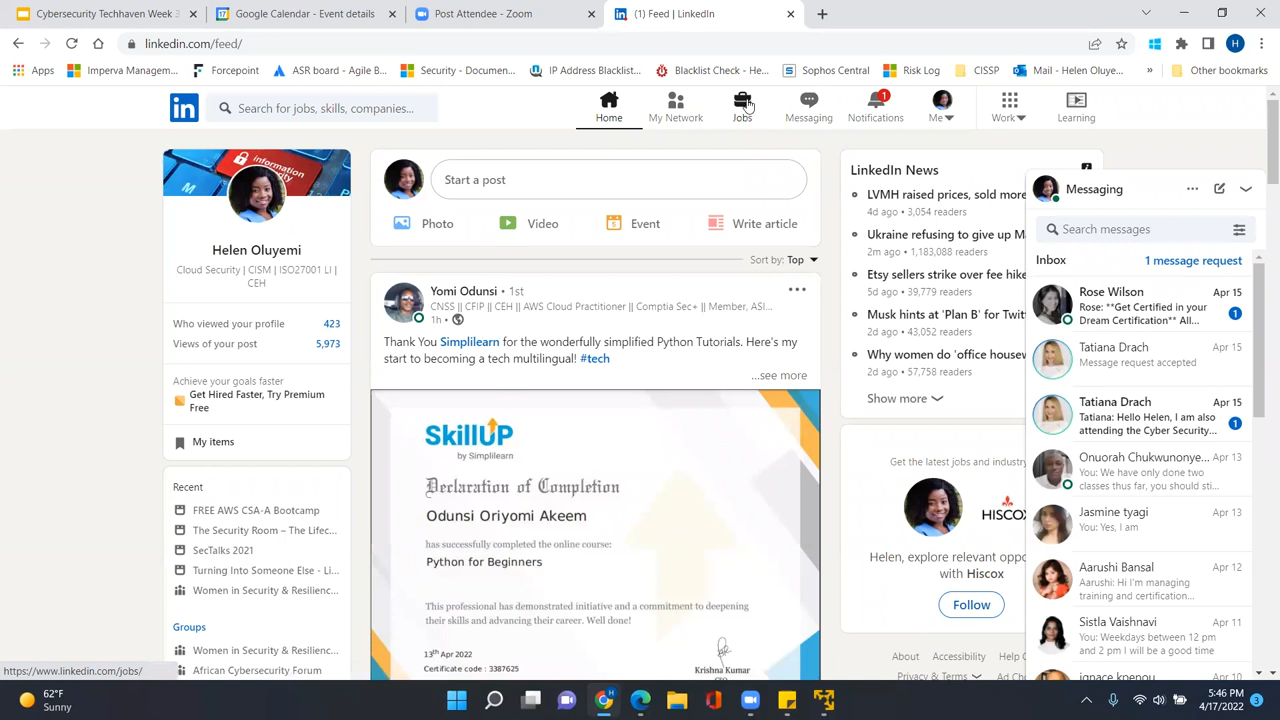 Cybersecurity Techhaven Week 3
Google Calendar - Event details
Post Attendee - Zoom
(1) Feed | LinkedIn
linkedin.com/feed/
Apps
Imperva Managem...
Forcepoint
ASR board - Agile B...
Security - Documen...
IP Address Blacklist...
Blacklist Check - He...
Sophos Central
Risk Log
CISSP
Mail - Helen Oluye...
Other bookmarks
in
Search for jobs, skills, companies...
Home
My Network
Jobs
Messaging
1
Notifications
Me
Work
Learning
information
security
Helen Oluyemi
Cloud Security | CISM | ISO27001 LI |
CEH
Who viewed your profile 423
Views of your post 5,973
Achieve your goals faster
Get Hired Faster, Try Premium
Free
My items
Recent
FREE AWS CSA-A Bootcamp
The Security Room – The Lifec...
SecTalks 2021
Turning Into Someone Else - Li...
Women in Security & Resilienc...
Groups
Women in Security & Resilienc...
African Cybersecurity Forum
https://www.linkedin.com/jobs/
Start a post
Photo
Video
Event
Write article
Sort by: Top
Yomi Odunsi • 1st
CNSS || CFIP || CEH || AWS Cloud Practitioner || Comptia Sec+ || Member, ASI...
1h •
Thank You Simplilearn for the wonderfully simplified Python Tutorials. Here's my
start to becoming a tech multilingual! #tech
...see more
SkillUP
by Simplilearn
Declaration of Completion
Odunsi Oriyomi Akeem
has successfully completed the online course:
Python for Beginners
This professional has demonstrated initiative and a commitment to deepening
their skills and advancing their career. Well done!
13th Apr 2022
Certificate code : 3387625
Krishna Kumar
LinkedIn News
LVMH raised prices, sold more
4d ago • 3,054 readers
Ukraine refusing to give up M
2m ago • 1,183,088 readers
Etsy sellers strike over fee hike
5d ago • 39,779 readers
Musk hints at 'Plan B' for Twit
2d ago • 43,052 readers
Why women do 'office housew
2d ago • 57,758 readers
Show more
Get the latest jobs and industry
HISCOX
Helen, explore relevant oppo
with Hiscox
Follow
About
Accessibility
Help C
Privacy & Terms
Ad Ch
Messaging
Search messages
Inbox
1 message request
Rose Wilson Apr 15
Rose: **Get Certified in your
Dream Certification** All... 1
Tatiana Drach Apr 15
Message request accepted
Tatiana Drach Apr 15
Tatiana: Hello Helen, I am also
attending the Cyber Security... 1
Onuorah Chukwunonye... Apr 13
You: We have only done two
classes thus far, you should sti...
Jasmine tyagi Apr 13
You: Yes, I am
Aarushi Bansal Apr 12
Aarushi: Hi I'm managing
training and certification...
Sistla Vaishnavi Apr 11
You: Weekdays between 12 pm
and 2 pm I will be a good time
62°F
Sunny
5:46 PM
4/17/2022
3